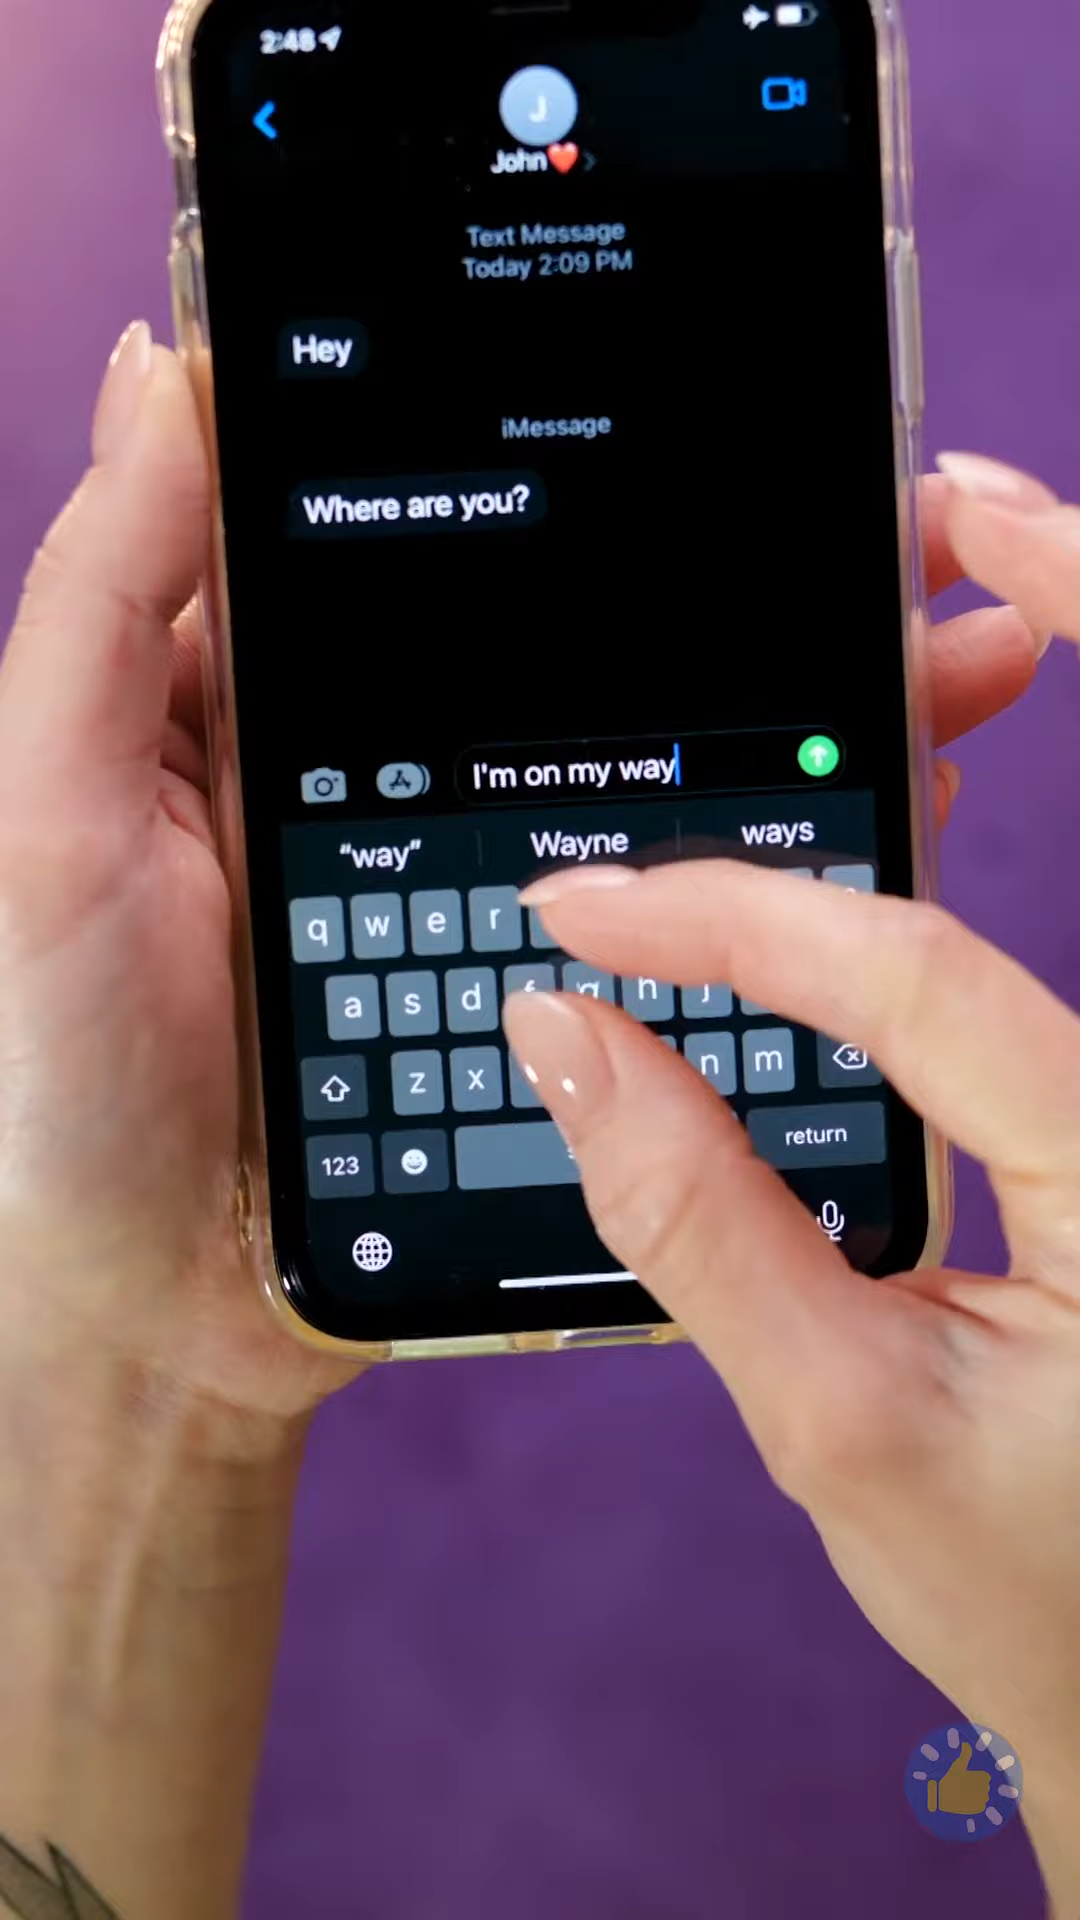 2:48
J
John❤️ >
Text Message
Today 2:09 PM
Hey
iMessage
Where are you?
I'm on my way
“way” Wayne ways
q w e r
a s d f g h j
z x n m
123 return